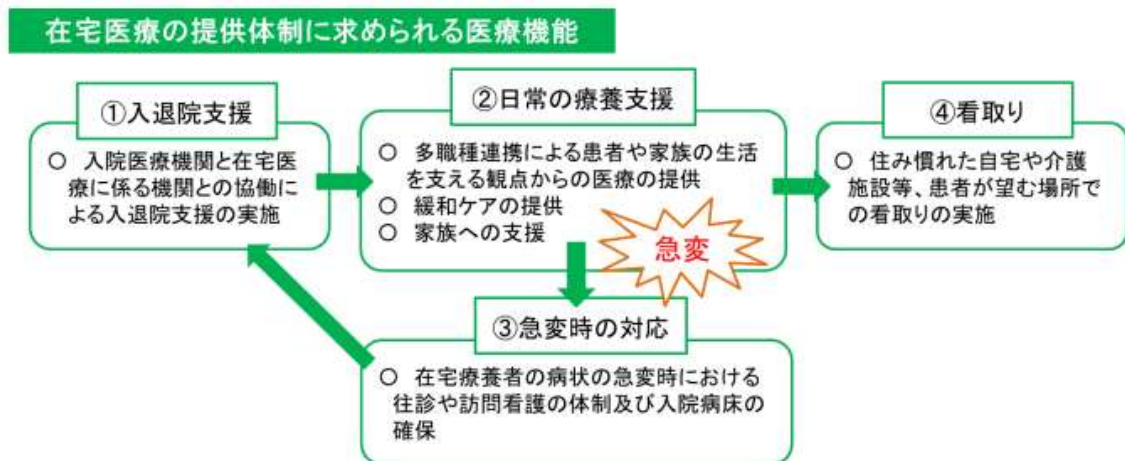 在宅医療の提供体制に求められる医療機能
①入退院支援
○ 入院医療機関と在宅医
療に係る機関との協働に
よる入退院支援の実施
②日常の療養支援
○ 多職種連携による患者や家族の生活
を支える観点からの医療の提供
○ 緩和ケアの提供
○ 家族への支援
急変
③急変時の対応
○ 在宅療養者の病状の急変時における
往診や訪問看護の体制及び入院病床の
確保
④看取り
○ 住み慣れた自宅や介護
施設等、患者が望む場所で
の看取りの実施